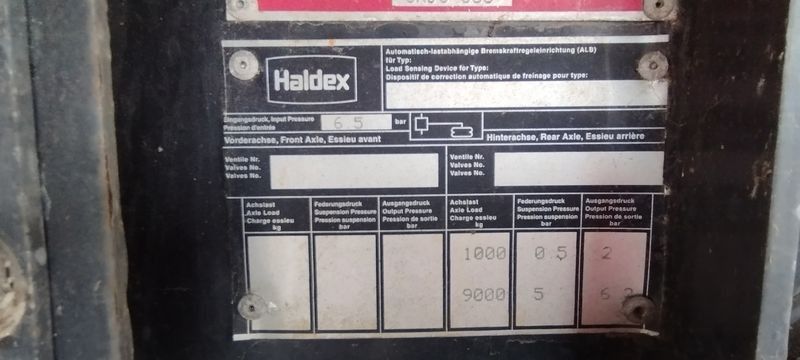 Haldex
Automatisch-lastabhängige Bremskraftregeleinrichtung (ALB)
für Typ:
Load Sensing Device for Type:
Dispositif de correction automatique de freinage pour type:
Eingangsdruck, Input Pressure
Pression d'entrée
6.5 bar
Vorderachse, Front Axle, Essieu avant
Hinterachse, Rear Axle, Essieu arrière
Ventile Nr.
Valves No.
Valves No.
Ventile Nr.
Valves No.
Valves No.
Achslast
Axle Load
Charge essieu
kg
Federungsdruck
Suspension Pressure
Pression suspension
bar
Ausgangsdruck
Output Pressure
Pression de sortie
bar
Achslast
Axle Load
Charge essieu
kg
Federungsdruck
Suspension Pressure
Pression suspension
bar
Ausgangsdruck
Output Pressure
Pression de sortie
bar
1000 0.5 2
9000 5